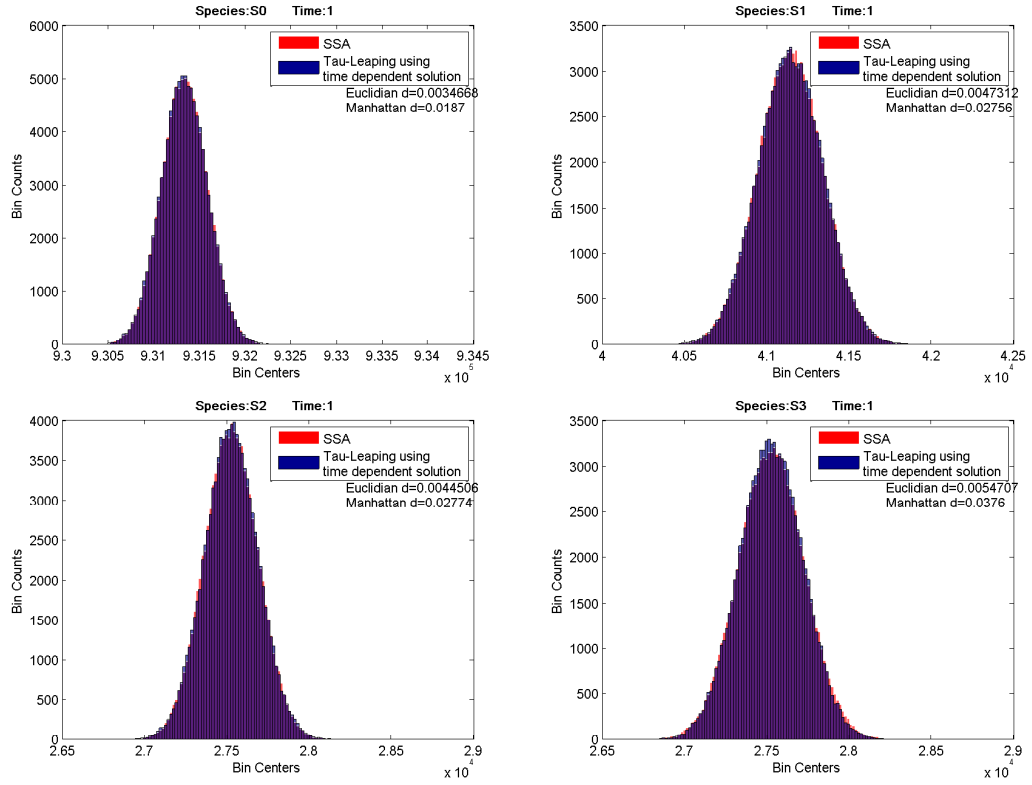 Species:S0 Time:1
6000
5000
4000
3000
2000
1000
0
Bin Counts
SSA
Tau-Leaping using
time dependent solution
Euclidian d=0.0034668
Manhattan d=0.0187
9.3 9.305 9.31 9.315 9.32 9.325 9.33 9.335 9.34 9.345
Bin Centers
x 10^5
Species:S1 Time:1
3500
3000
2500
2000
1500
1000
500
0
Bin Counts
SSA
Tau-Leaping using
time dependent solution
Euclidian d=0.0047312
Manhattan d=0.02756
4 4.05 4.1 4.15 4.2 4.25
Bin Centers
x 10^4
Species:S2 Time:1
4000
3500
3000
2500
2000
1500
1000
500
0
Bin Counts
SSA
Tau-Leaping using
time dependent solution
Euclidian d=0.0044506
Manhattan d=0.02774
2.65 2.7 2.75 2.8 2.85 2.9
Bin Centers
x 10^4
Species:S3 Time:1
3500
3000
2500
2000
1500
1000
500
0
Bin Counts
SSA
Tau-Leaping using
time dependent solution
Euclidian d=0.0054707
Manhattan d=0.0376
2.65 2.7 2.75 2.8 2.85 2.9
Bin Centers
x 10^4